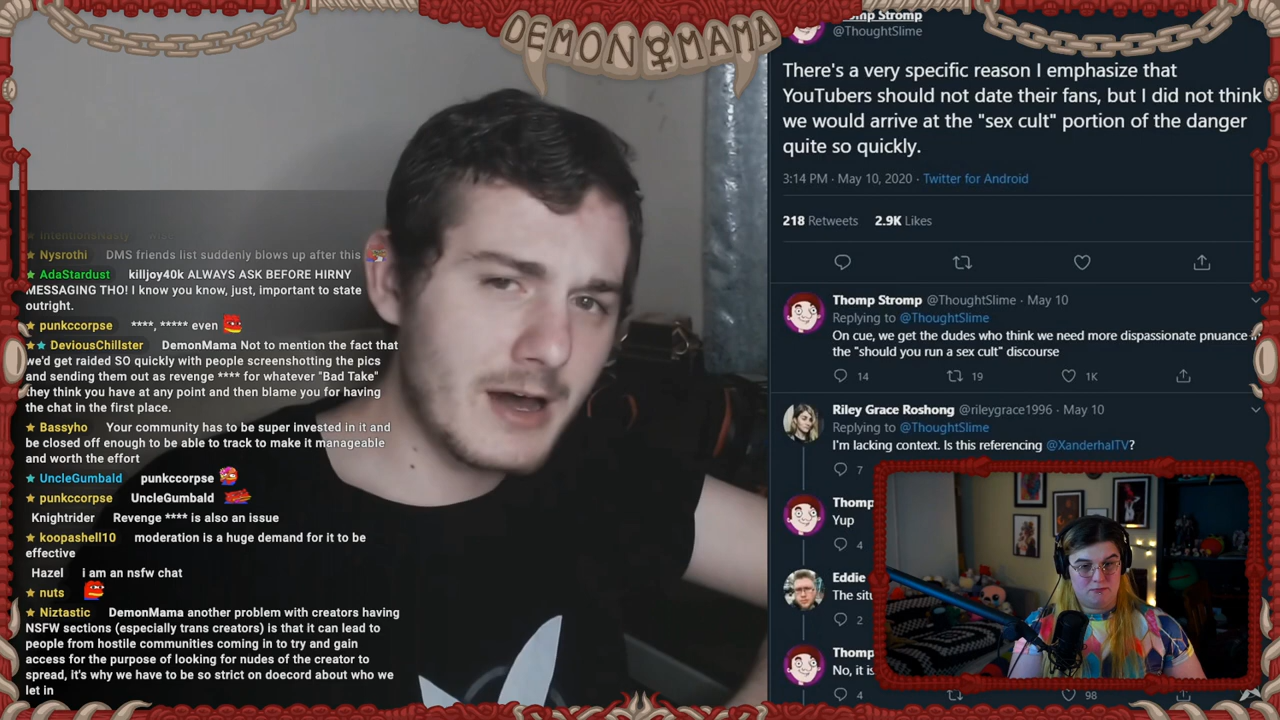 DEMON MAMA
IntentionsNasty
Nysrothi DMS friends list suddenly blows up after this
AdaStardust killjoy40k ALWAYS ASK BEFORE HIRNY
MESSAGING THO! I know you know, just, important to state
outright.
punkccorpse ****, ***** even
DeviousChillster DemonMama Not to mention the fact that
we'd get raided SO quickly with people screenshotting the pics
and sending them out as revenge **** for whatever "Bad Take"
they think you have at any point and then blame you for having
the chat in the first place.
Bassyho Your community has to be super invested in it and
be closed off enough to be able to track to make it manageable
and worth the effort
UncleGumbald punkccorpse
punkccorpse UncleGumbald
Knightrider Revenge **** is also an issue
koopashell10 moderation is a huge demand for it to be
effective
Hazel i am an nsfw chat
nuts
Niztastic DemonMama another problem with creators having
NSFW sections (especially trans creators) is that it can lead to
people from hostile communities coming in to try and gain
access for the purpose of looking for nudes of the creator to
spread, it's why we have to be so strict on doecord about who we
let in
Thomp Stromp
@ThoughtSlime
There's a very specific reason I emphasize that
YouTubers should not date their fans, but I did not think
we would arrive at the "sex cult" portion of the danger
quite so quickly.
3:14 PM · May 10, 2020 · Twitter for Android
218 Retweets 2.9K Likes
Thomp Stromp @ThoughtSlime · May 10
Replying to @ThoughtSlime
On cue, we get the dudes who think we need more dispassionate pnuance i
the "should you run a sex cult" discourse
14 19 1K
Riley Grace Roshong @rileygrace1996 · May 10
Replying to @ThoughtSlime
I'm lacking context. Is this referencing @XanderhalTV?
7
Thomp
Yup
4
Eddie
The situ
2
Thomp
No, it is
4 98